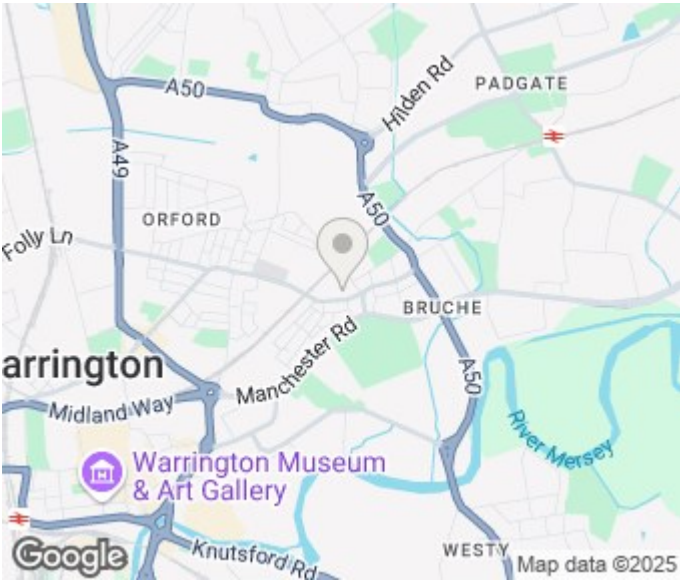 PADGATE
Hilden Rd
A50
A49
A50
ORFORD
Folly Ln
BRUCHE
Manchester Rd
A50
arrington
Midland Way
River Mersey
Warrington Museum
& Art Gallery
WESTY
Knutsford Rd
Google
Map data ©2025